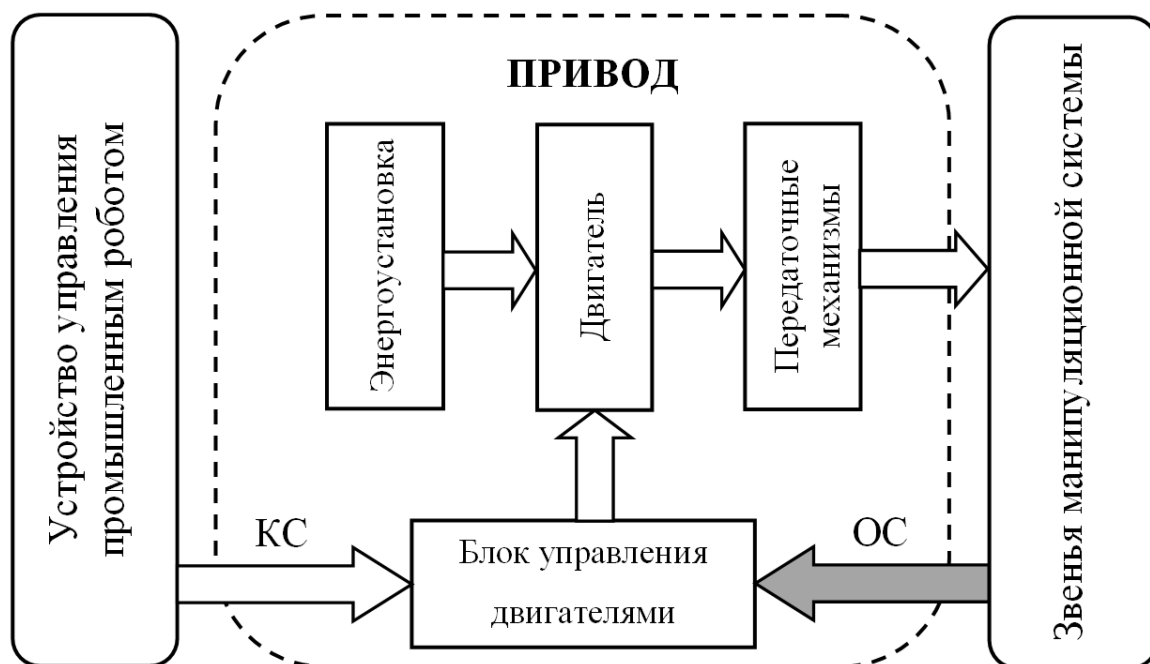 Устройство управления
промышленным роботом
ПРИВОД
Энергоустановка
Двигатель
Передаточные
механизмы
Звенья манипуляционной системы
КС
Блок управления
двигателями
ОС